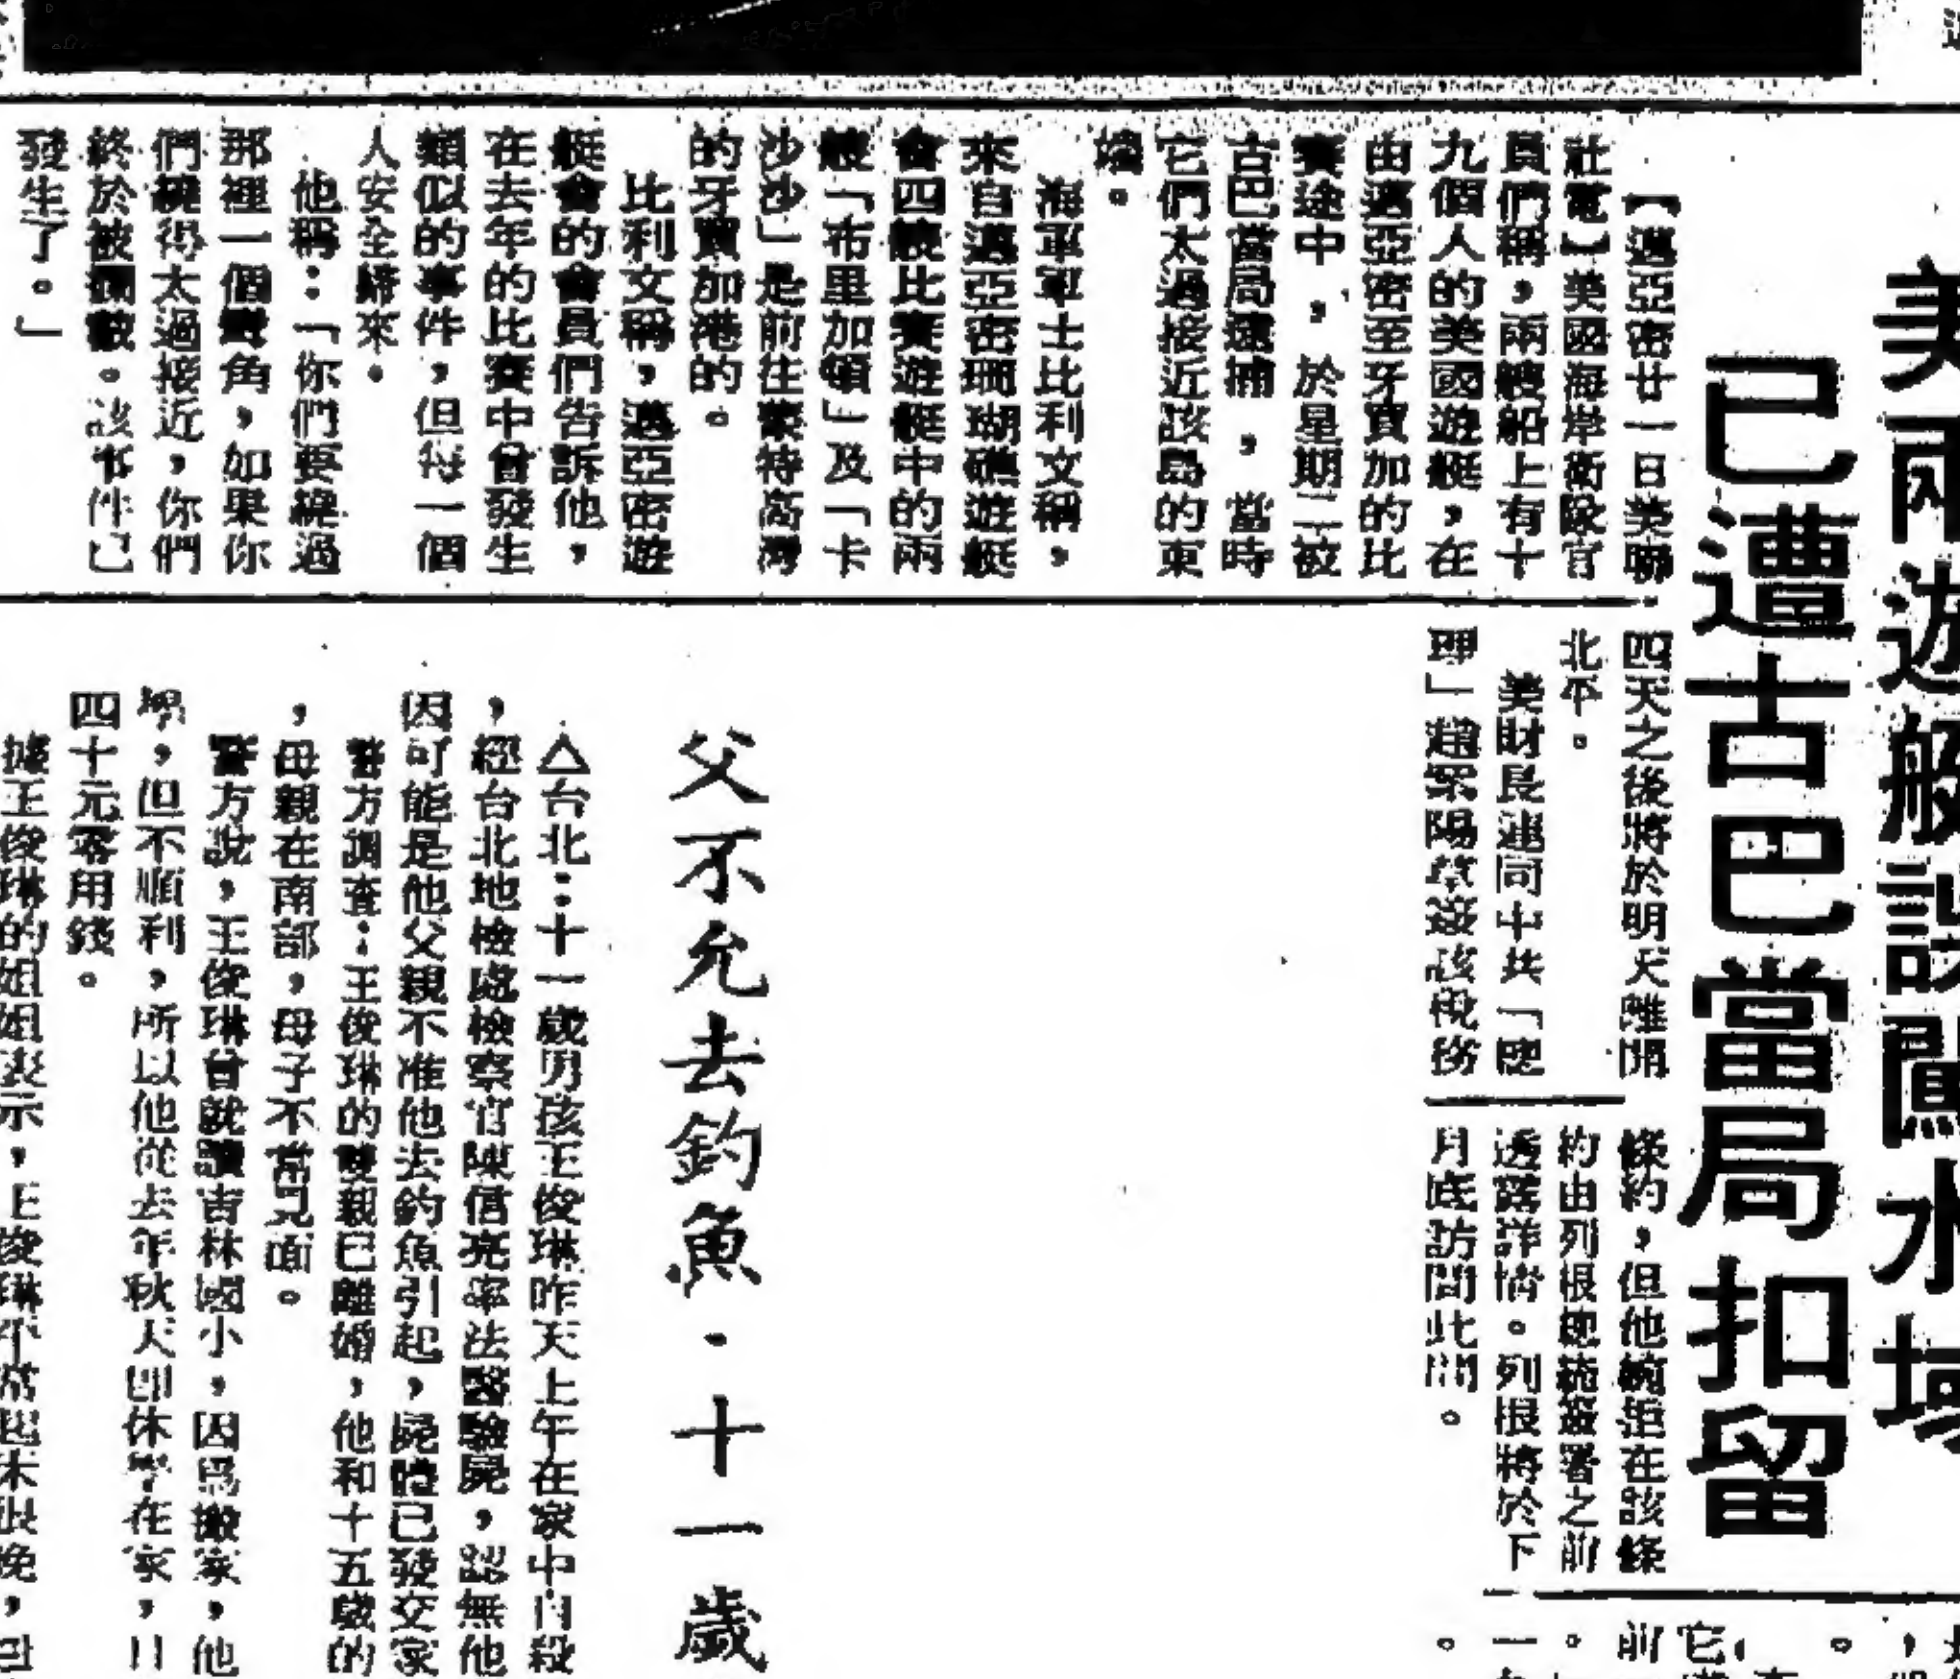 美兩遊艇誤闖水域
已遭古巴當局扣留
【邁亞密廿一日美聯
社電】美國海岸衛隊官
員們稱，兩艘船上有十
九個人的美國遊艇，在
由邁亞密至牙買加的比
賽途中，於星期二被
古巴當局逮捕，當時
它們太過接近該島的東
端。
海軍軍士比利文稱，
來自邁亞密珊瑚礁遊艇
會四艘比賽遊艇中的兩
艘「布里加頓」及「卡
沙沙」是前往蒙特高灣
的牙買加港的。
比利文稱，邁亞密遊
艇會的會員們告訴他，
在去年的比賽中曾發生
類似的事件，但每一個
人安全歸來。
他稱：「你們要繞過
那裡一個彎角，如果你
們繞得太過接近，你們
終於被攔截。該事件已
發生了。」
四天之後將於明天離開
北平。
美財長連同中共「總
理」趙紫陽草簽該稅務
條約，但他婉拒在該條
約由列根總統簽署之前
透露詳情。列根將於下
月底訪問此間。
父不允去釣魚．十一歲
△台北：十一歲男孩王俊琳昨天上午在家中自殺
，經台北地檢處檢察官陳信亮率法醫驗屍，認無他
因可能是他父親不准他去釣魚引起，屍體已發交家
警方調查：王俊琳的雙親已離婚，他和十五歲的
，母親在南部，母子不常見面。
警方說，王俊琳曾就讀吉林國小，因爲搬家，他
學，但不順利，所以他從去年秋天即休學在家，日
四十元零用錢。
據王俊琳的姐姐表示，王俊琳平常起床很晚，